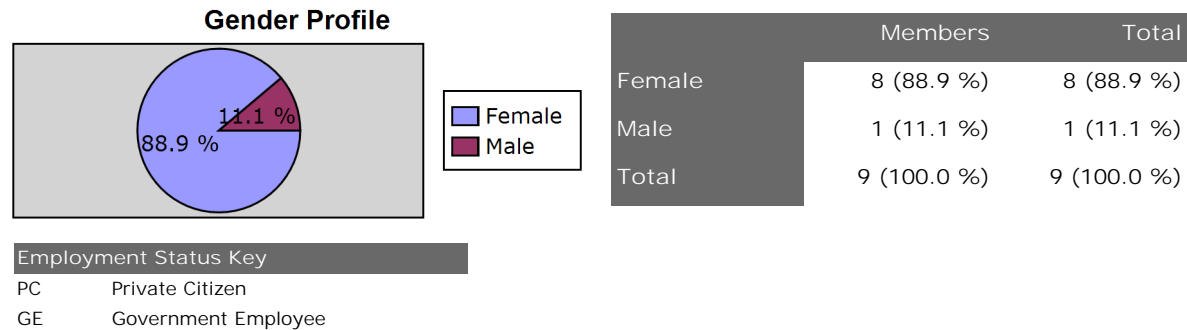 Gender Profile
11.1 %
88.9 %
Female
Male
Members Total
Female 8 (88.9 %) 8 (88.9 %)
Male 1 (11.1 %) 1 (11.1 %)
Total 9 (100.0 %) 9 (100.0 %)
Employment Status Key
PC Private Citizen
GE Government Employee